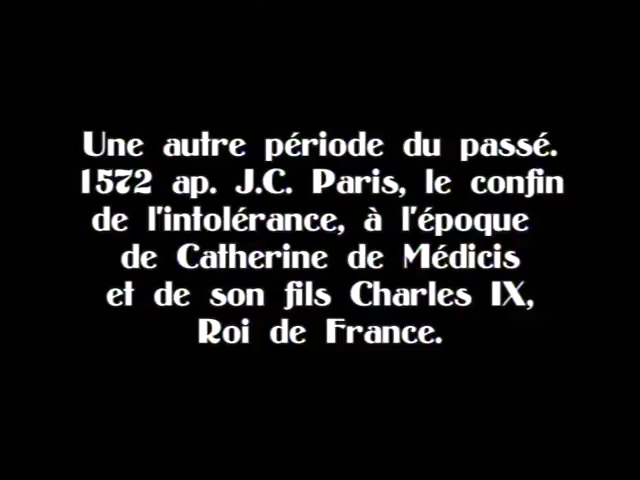 Une autre période du passé.
1572 ap. J.C. Paris, le confin
de l'intolérance, à l'époque
de Catherine de Médicis
et de son fils Charles IX,
Roi de France.